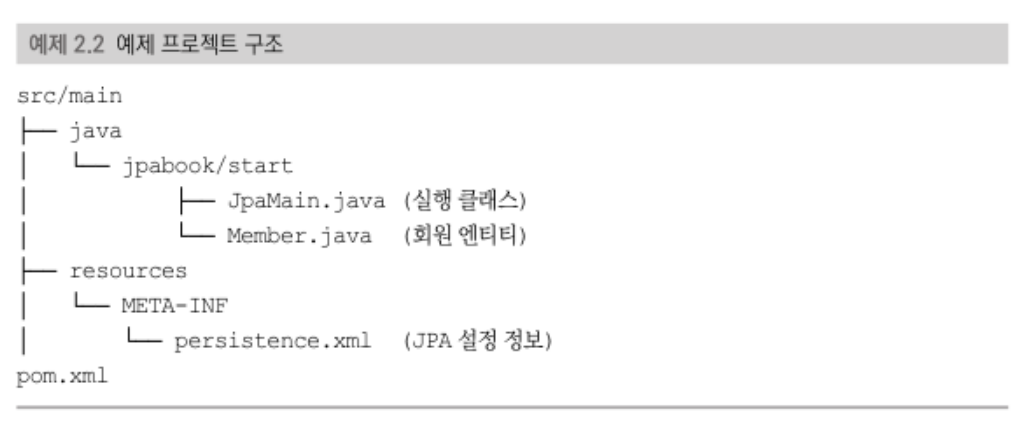 예제 2.2 예제 프로젝트 구조
src/main
├── java
│   └── jpabook/start
│           ├── JpaMain.java (실행 클래스)
│           └── Member.java (회원 엔티티)
├── resources
│   └── META-INF
│       └── persistence.xml (JPA 설정 정보)
pom.xml